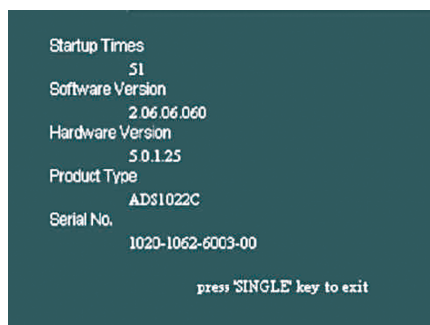 Startup Times
51
Software Version
2.06.06.060
Hardware Version
5.0.1.25
Product Type
ADS1022C
Serial No.
1020-1062-6003-00
press 'SINGLE' key to exit